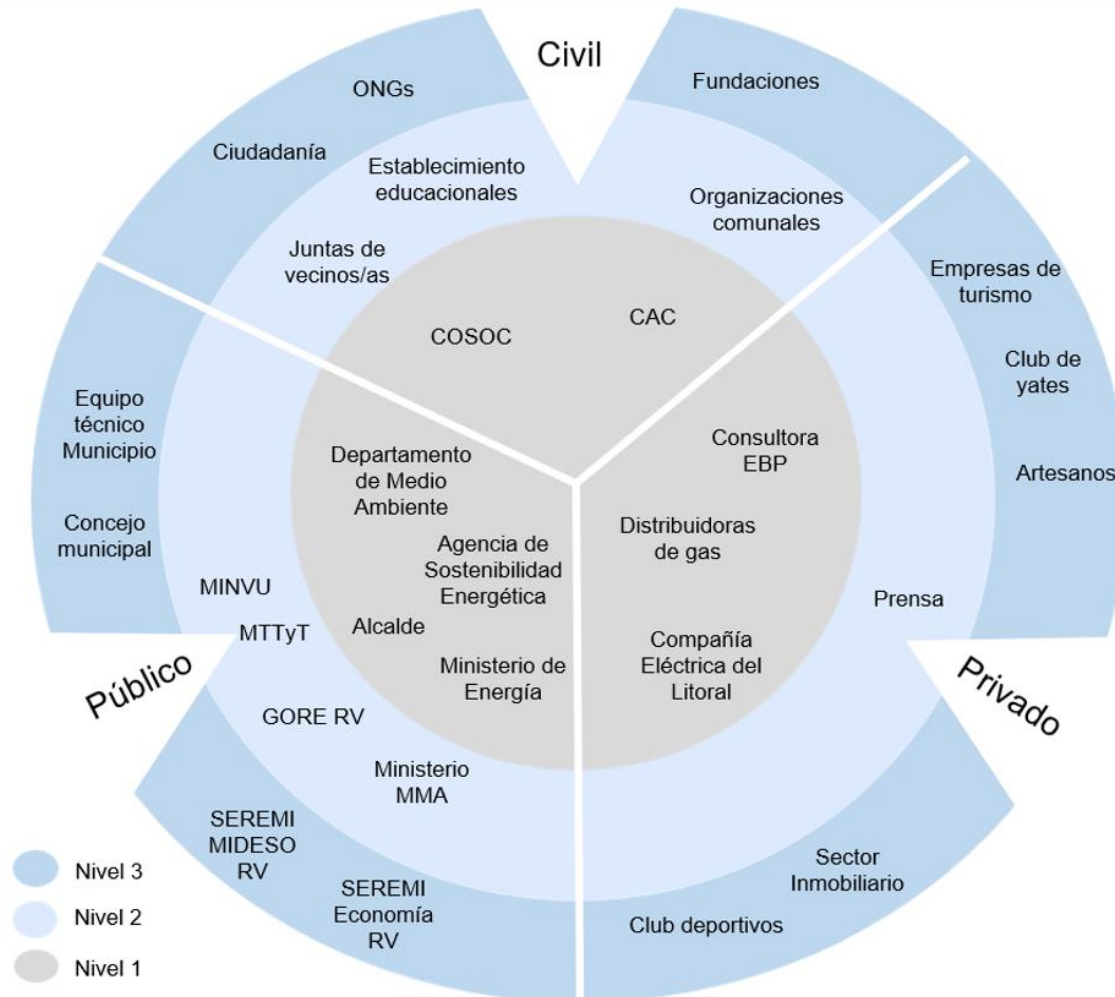 Civil
ONGs
Fundaciones
Ciudadanía
Establecimiento
educacionales
Organizaciones
comunales
Juntas de
vecinos/as
Empresas de
turismo
COSOC
CAC
Club de
yates
Equipo
técnico
Municipio
Departamento
de Medio
Ambiente
Consultora
EBP
Artesanos
Concejo
municipal
Agencia de
Sostenibilidad
Energética
Distribuidoras
de gas
MINVU
Prensa
MTTyT
Alcalde
Ministerio de
Energía
Compañía
Eléctrica del
Litoral
Público
Privado
GORE RV
Ministerio
MMA
SEREMI
MIDESO
RV
SEREMI
Economía
RV
Sector
Inmobiliario
Club deportivos
Nivel 3
Nivel 2
Nivel 1